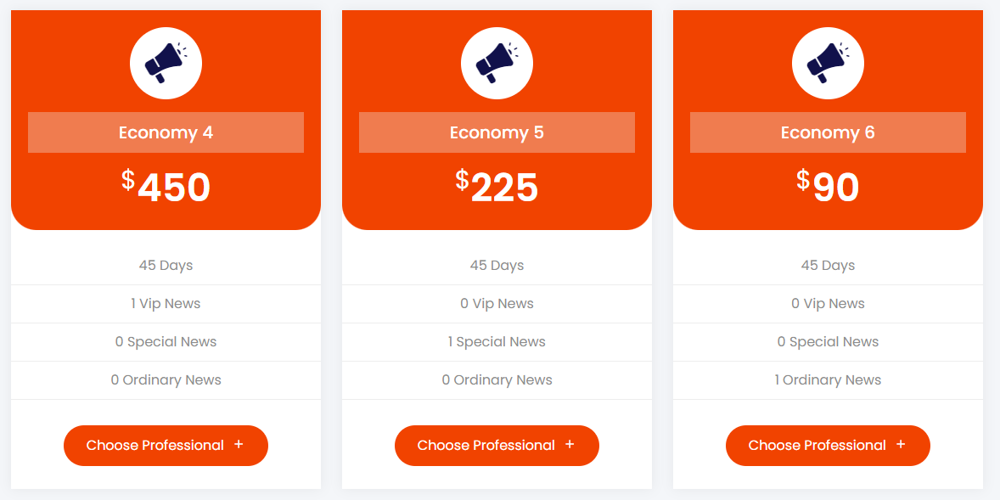 Economy 4
$450
45 Days
1 Vip News
0 Special News
0 Ordinary News
Choose Professional +
Economy 5
$225
45 Days
0 Vip News
1 Special News
0 Ordinary News
Choose Professional +
Economy 6
$90
45 Days
0 Vip News
0 Special News
1 Ordinary News
Choose Professional +